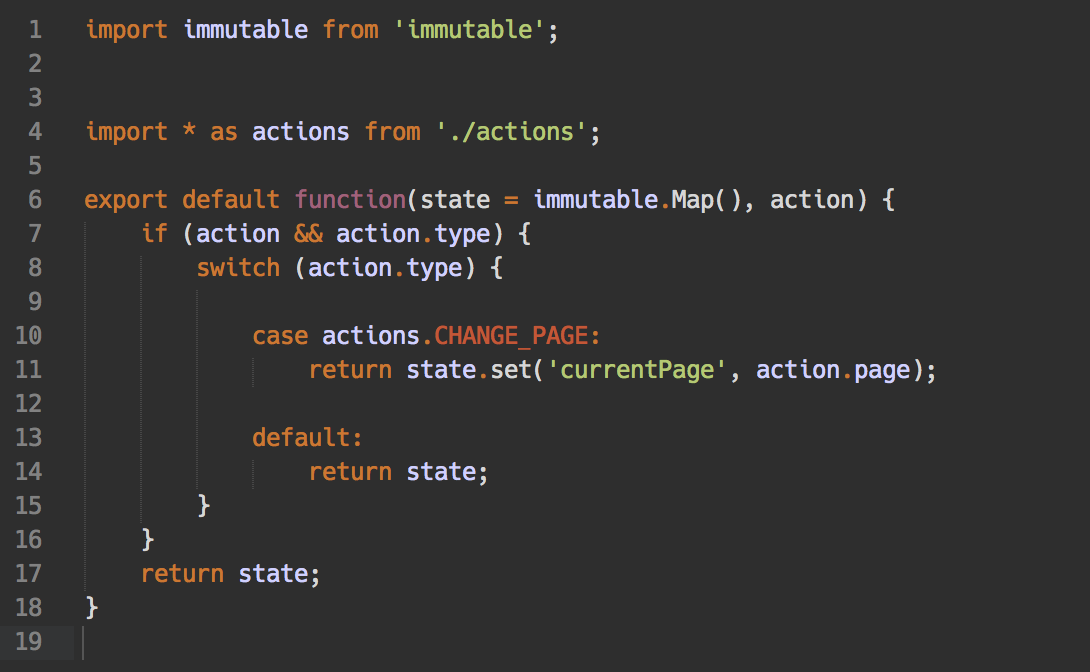 1 import immutable from 'immutable';
2
3
4 import * as actions from './actions';
5
6 export default function(state = immutable.Map(), action) {
7     if (action && action.type) {
8         switch (action.type) {
9
10             case actions.CHANGE_PAGE:
11                 return state.set('currentPage', action.page);
12
13             default:
14                 return state;
15         }
16     }
17     return state;
18 }
19